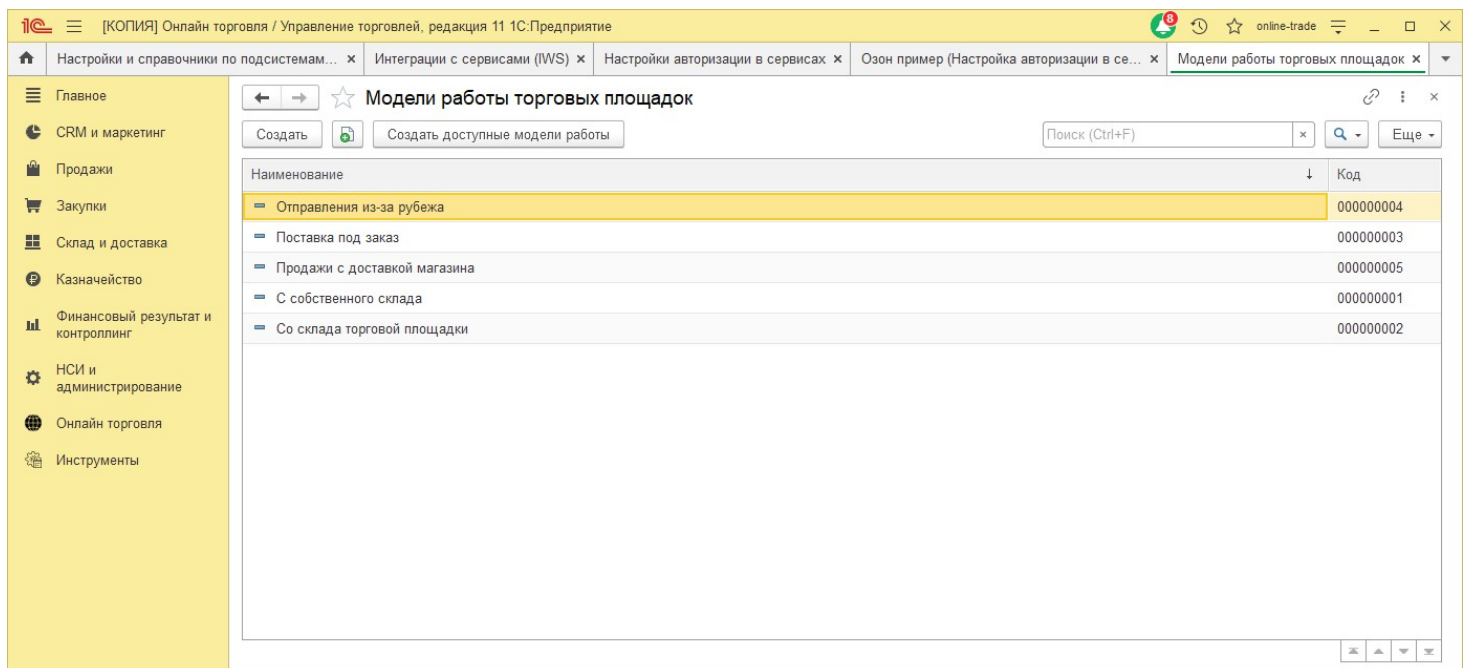 1С [КОПИЯ] Онлайн торговля / Управление торговлей, редакция 11 1С:Предприятие 8 online-trade
Настройки и справочники по подсистемам... Интеграции с сервисами (IWS) Настройки авторизации в сервисах Озон пример (Настройка авторизации в се... Модели работы торговых площадок
Главное
CRM и маркетинг
Продажи
Закупки
Склад и доставка
Казначейство
Финансовый результат и
контроллинг
НСИ и
администрирование
Онлайн торговля
Инструменты
Модели работы торговых площадок
Создать Создать доступные модели работы Поиск (Ctrl+F) Еще
Наименование Код
Отправления из-за рубежа 000000004
Поставка под заказ 000000003
Продажи с доставкой магазина 000000005
С собственного склада 000000001
Со склада торговой площадки 000000002